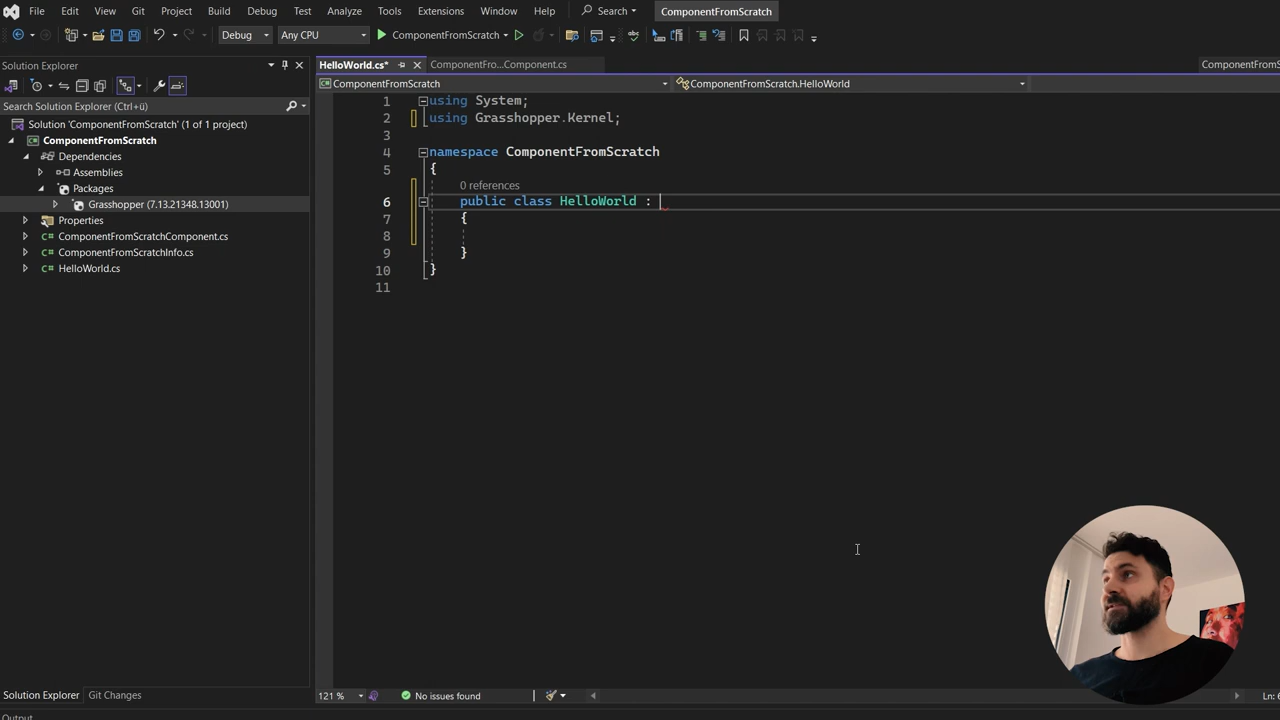 File Edit View Git Project Build Debug Test Analyze Tools Extensions Window Help Search ComponentFromScratch
Debug Any CPU ComponentFromScratch
Solution Explorer
HelloWorld.cs* ComponentFro...Component.cs ComponentFromS
ComponentFromScratch ComponentFromScratch.HelloWorld
Search Solution Explorer (Ctrl+ü)
Solution 'ComponentFromScratch' (1 of 1 project)
ComponentFromScratch
Dependencies
Assemblies
Packages
Grasshopper (7.13.21348.13001)
Properties
ComponentFromScratchComponent.cs
ComponentFromScratchInfo.cs
HelloWorld.cs
1 using System;
2 using Grasshopper.Kernel;
3
4 namespace ComponentFromScratch
5 {
0 references
6 public class HelloWorld :
7 {
8
9 }
10 }
11
121 % No issues found Ln: 6
Solution Explorer Git Changes
Output